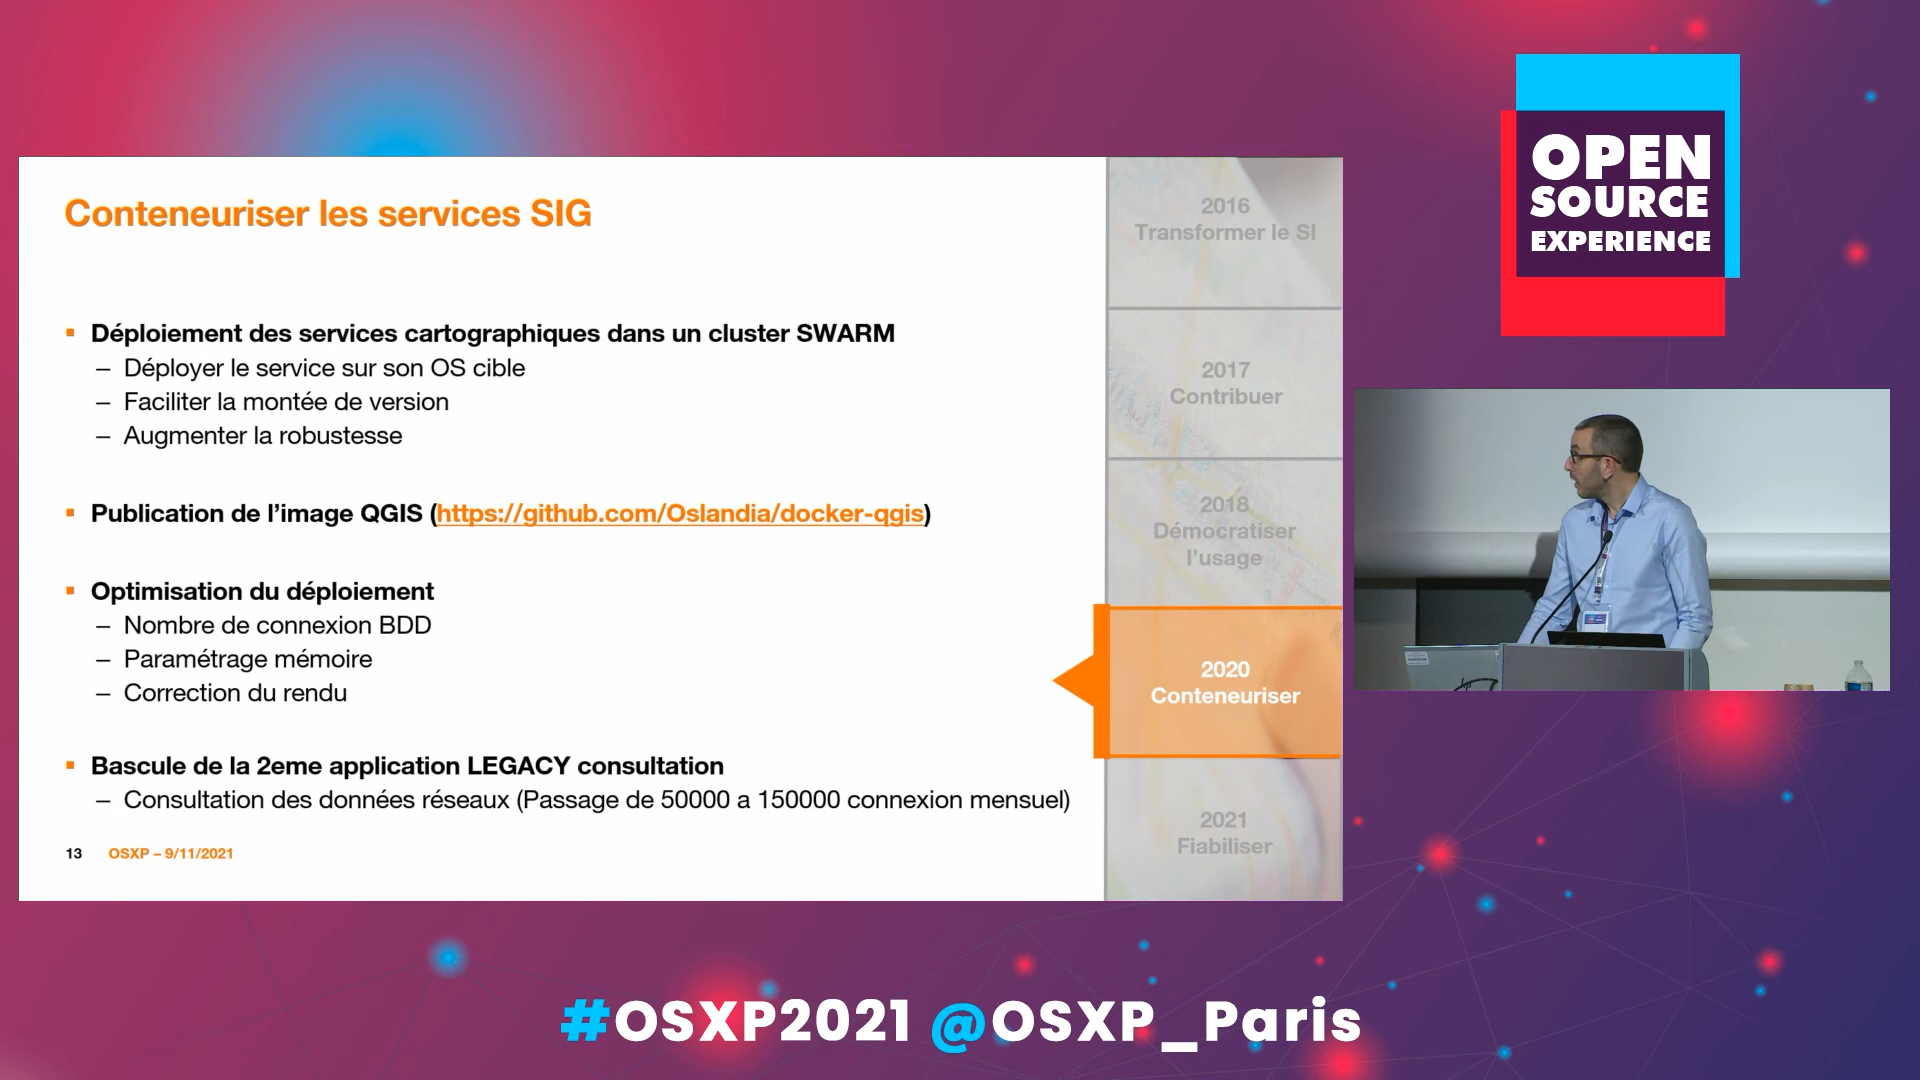 Conteneuriser les services SIG
▪ Déploiement des services cartographiques dans un cluster SWARM
– Déployer le service sur son OS cible
– Faciliter la montée de version
– Augmenter la robustesse
▪ Publication de l’image QGIS (https://github.com/Oslandia/docker-qgis)
▪ Optimisation du déploiement
– Nombre de connexion BDD
– Paramétrage mémoire
– Correction du rendu
▪ Bascule de la 2eme application LEGACY consultation
– Consultation des données réseaux (Passage de 50000 a 150000 connexion mensuel)
13 OSXP – 9/11/2021
2016
Transformer le SI
2017
Contribuer
2018
Démocratiser
l’usage
2020
Conteneuriser
2021
Fiabiliser
OPEN
SOURCE
EXPERIENCE
#OSXP2021 @OSXP_Paris